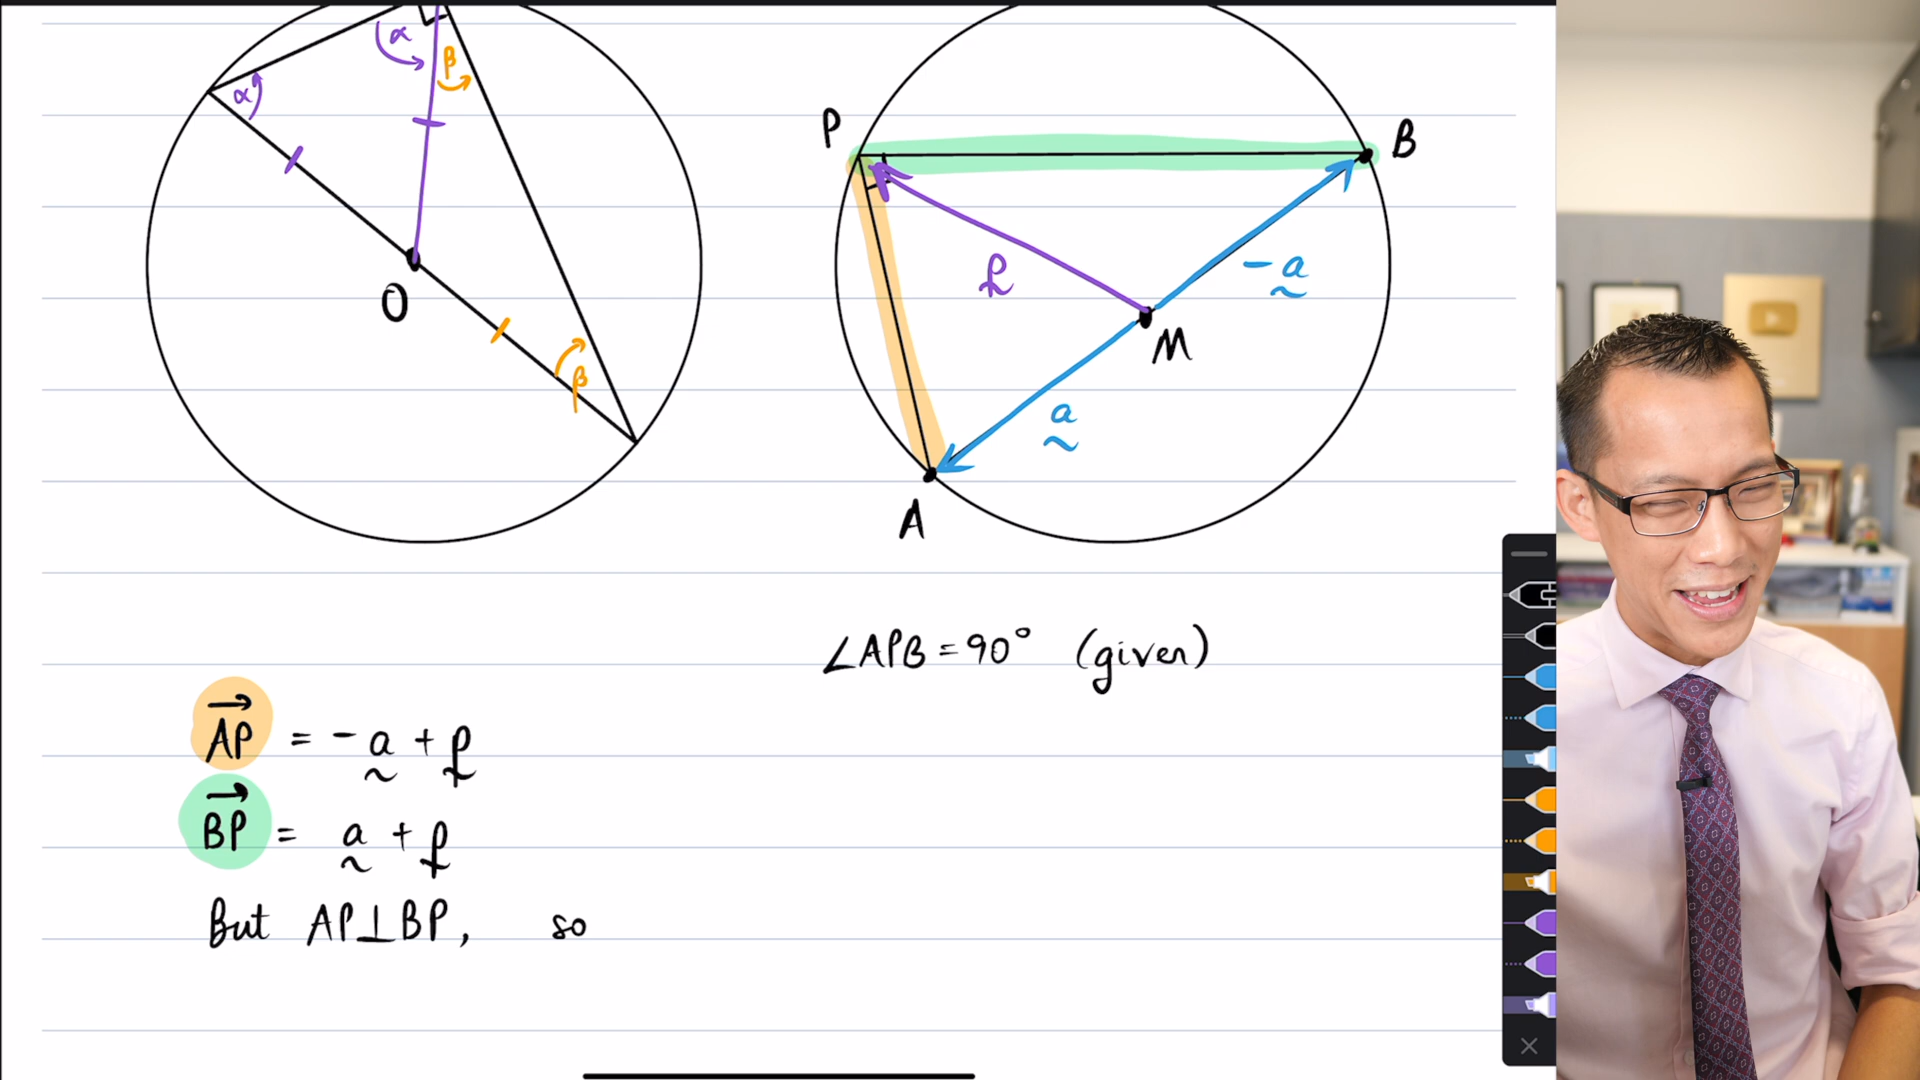 α
β
α
O
β
P
B
p
-a
M
a
A
∠APB = 90° (given)
AP = -a + p
BP = a + p
But AP⊥BP, so